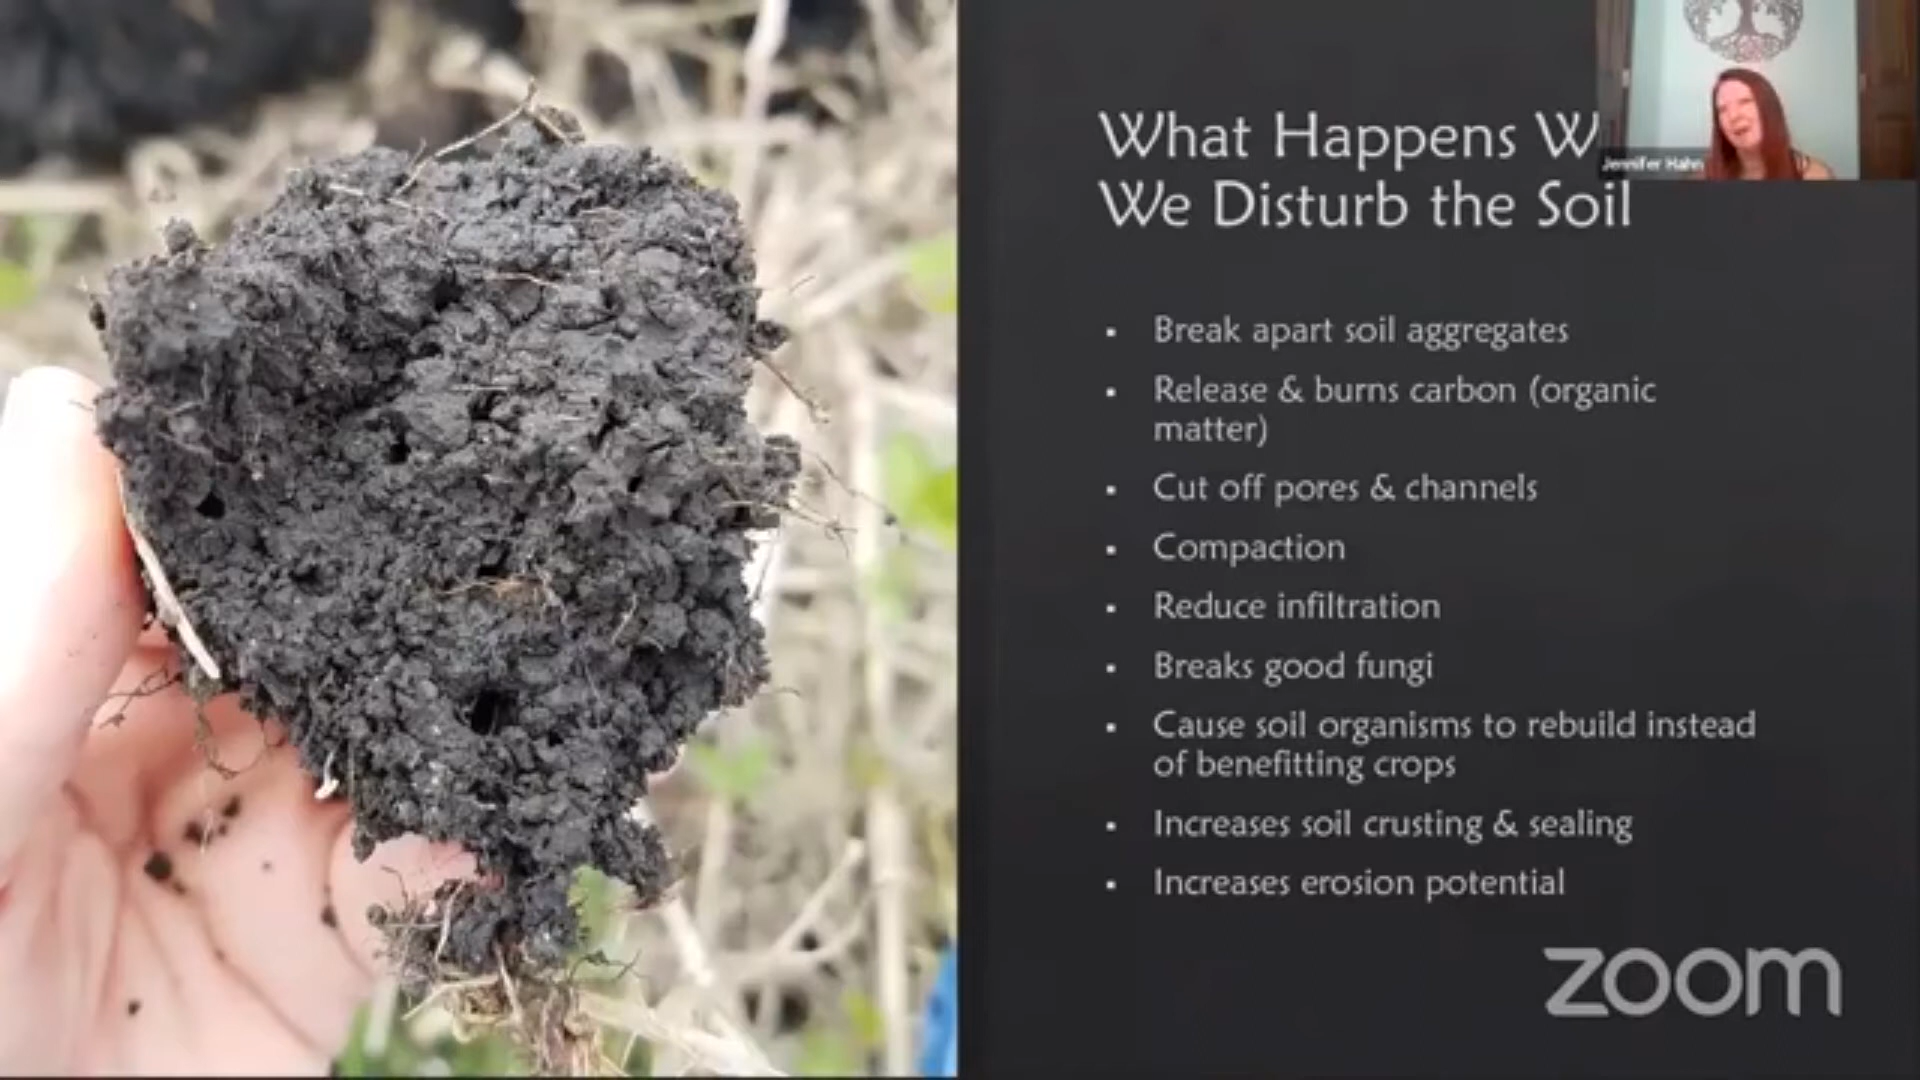 What Happens W
We Disturb the Soil
Jennifer Hahn
▪ Break apart soil aggregates
▪ Release & burns carbon (organic
matter)
▪ Cut off pores & channels
▪ Compaction
▪ Reduce infiltration
▪ Breaks good fungi
▪ Cause soil organisms to rebuild instead
of benefitting crops
▪ Increases soil crusting & sealing
▪ Increases erosion potential
zoom